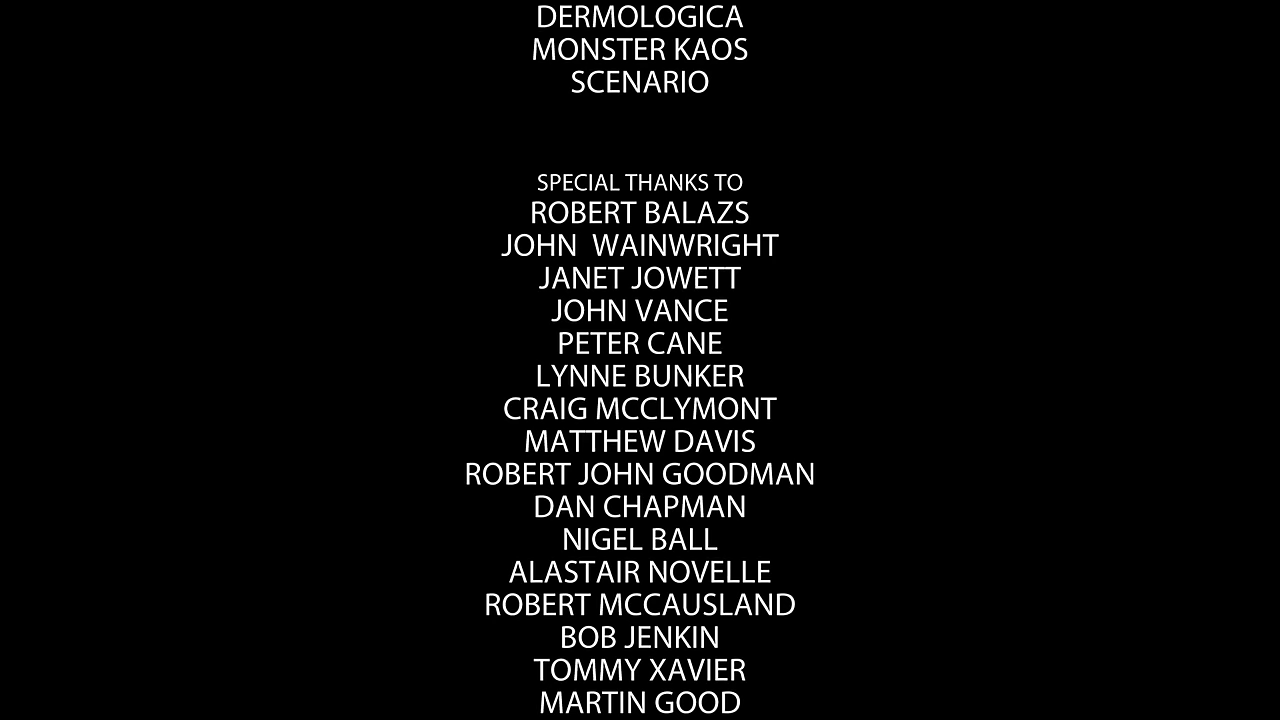 DERMOLOGICA
MONSTER KAOS
SCENARIO
SPECIAL THANKS TO
ROBERT BALAZS
JOHN  WAINWRIGHT
JANET JOWETT
JOHN VANCE
PETER CANE
LYNNE BUNKER
CRAIG MCCLYMONT
MATTHEW DAVIS
ROBERT JOHN GOODMAN
DAN CHAPMAN
NIGEL BALL
ALASTAIR NOVELLE
ROBERT MCCAUSLAND
BOB JENKIN
TOMMY XAVIER
MARTIN GOOD